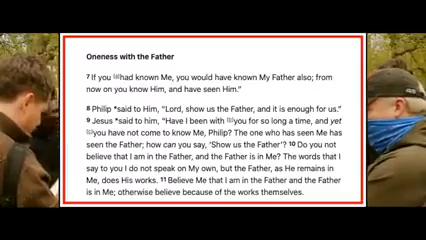 Oneness with the Father
7 If you [a]had known Me, you would have known My Father also; from
now on you know Him, and have seen Him.”
8 Philip *said to Him, “Lord, show us the Father, and it is enough for us.”
9 Jesus *said to him, “Have I been with [b]you for so long a time, and yet
[c]you have not come to know Me, Philip? The one who has seen Me has
seen the Father; how can you say, ‘Show us the Father’? 10 Do you not
believe that I am in the Father, and the Father is in Me? The words that I
say to you I do not speak on My own, but the Father, as He remains in
Me, does His works. 11 Believe Me that I am in the Father and the Father
is in Me; otherwise believe because of the works themselves.